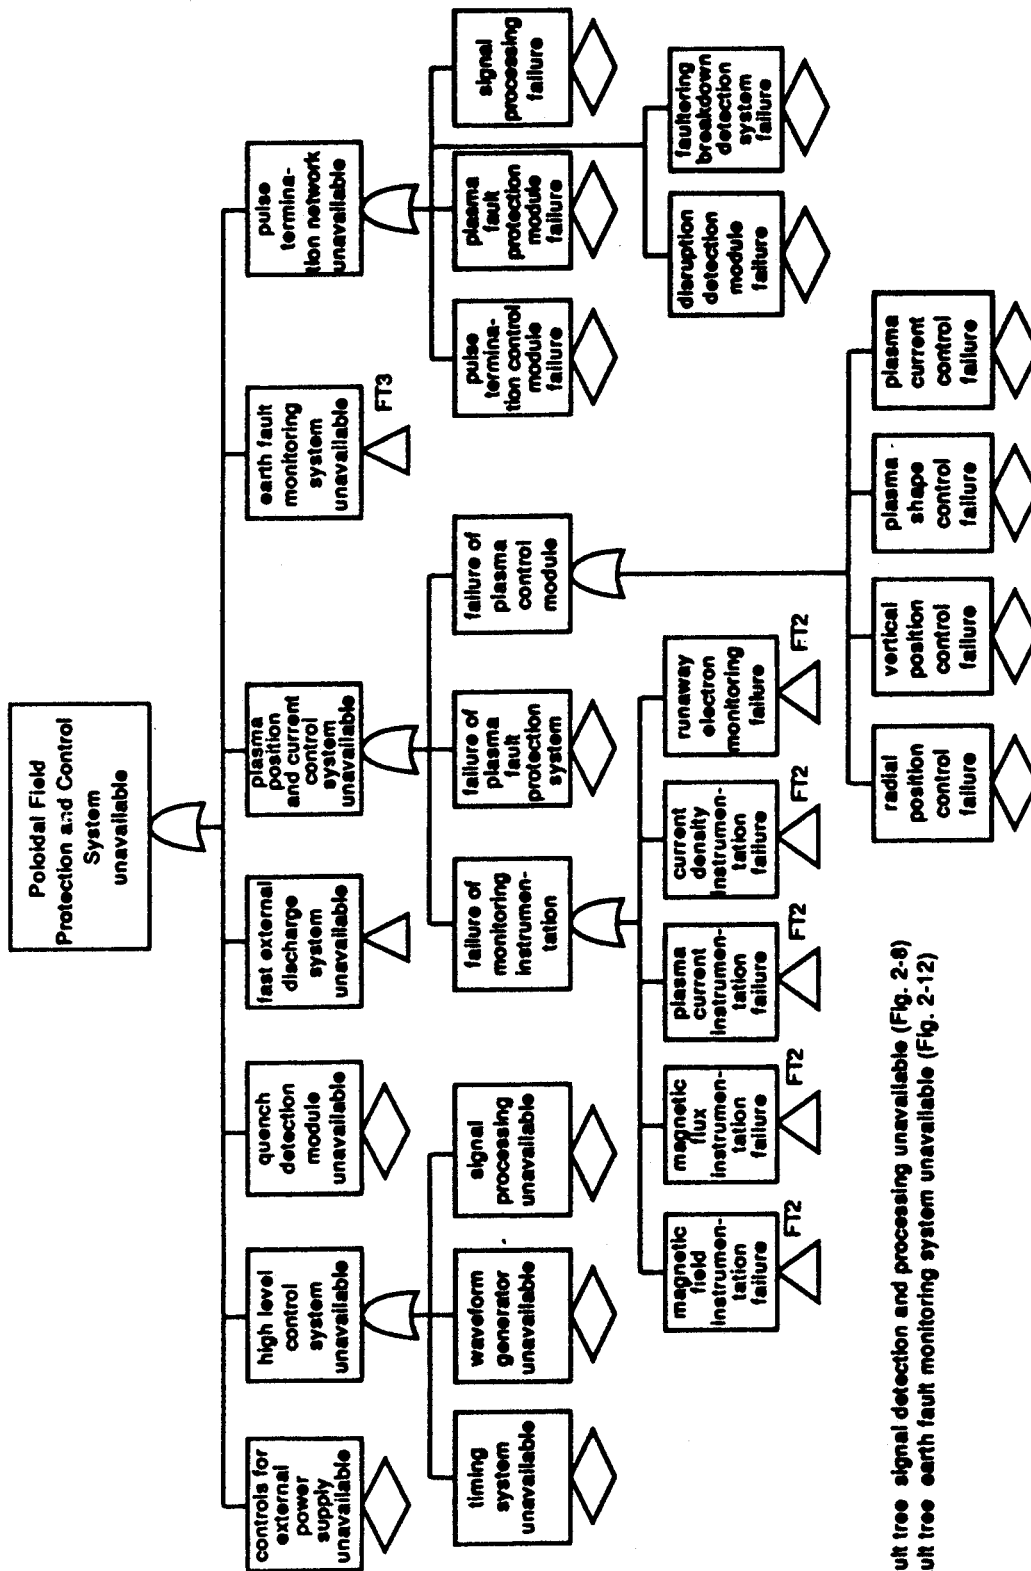 Poloidal Field
Protection and Control
System
unavailable
controls for
external
power
supply
unavailable
high level
control
system
unavailable
quench
detection
module
unavailable
fast external
discharge
system
unavailable
plasma
position
and current
control
system
unavailable
earth fault
monitoring
system
unavailable
FT3
pulse
termina-
tion network
unavailable
timing
system
unavailable
waveform
generator
unavailable
signal
processing
unavailable
failure of
monitoring
instrumen-
tation
failure of
plasma
fault
protection
system
failure of
plasma
control
module
pulse
termina-
tion control
module
failure
plasma
fault
protection
module
failure
signal
processing
failure
magnetic
field
instrumen-
tation
failure
FT2
magnetic
flux
instrumen-
tation
failure
FT2
plasma
current
instrumen-
tation
failure
FT2
current
density
instrumen-
tation
failure
FT2
runaway
electron
monitoring
failure
FT2
disruption
detection
module
failure
faultering
breakdown
detection
system
failure
radial
position
control
failure
vertical
position
control
failure
plasma
shape
control
failure
plasma
current
control
failure
ult tree signal detection and processing unavailable (Fig. 2-8)
ult tree earth fault monitoring system unavailable (Fig. 2-12)